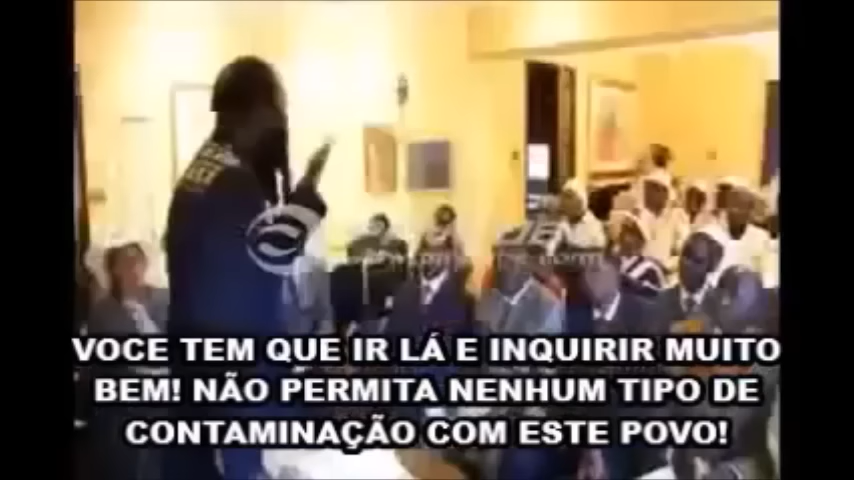 VOCE TEM QUE IR LÁ E INQUIRIR MUITO
BEM! NÃO PERMITA NENHUM TIPO DE
CONTAMINAÇÃO COM ESTE POVO!